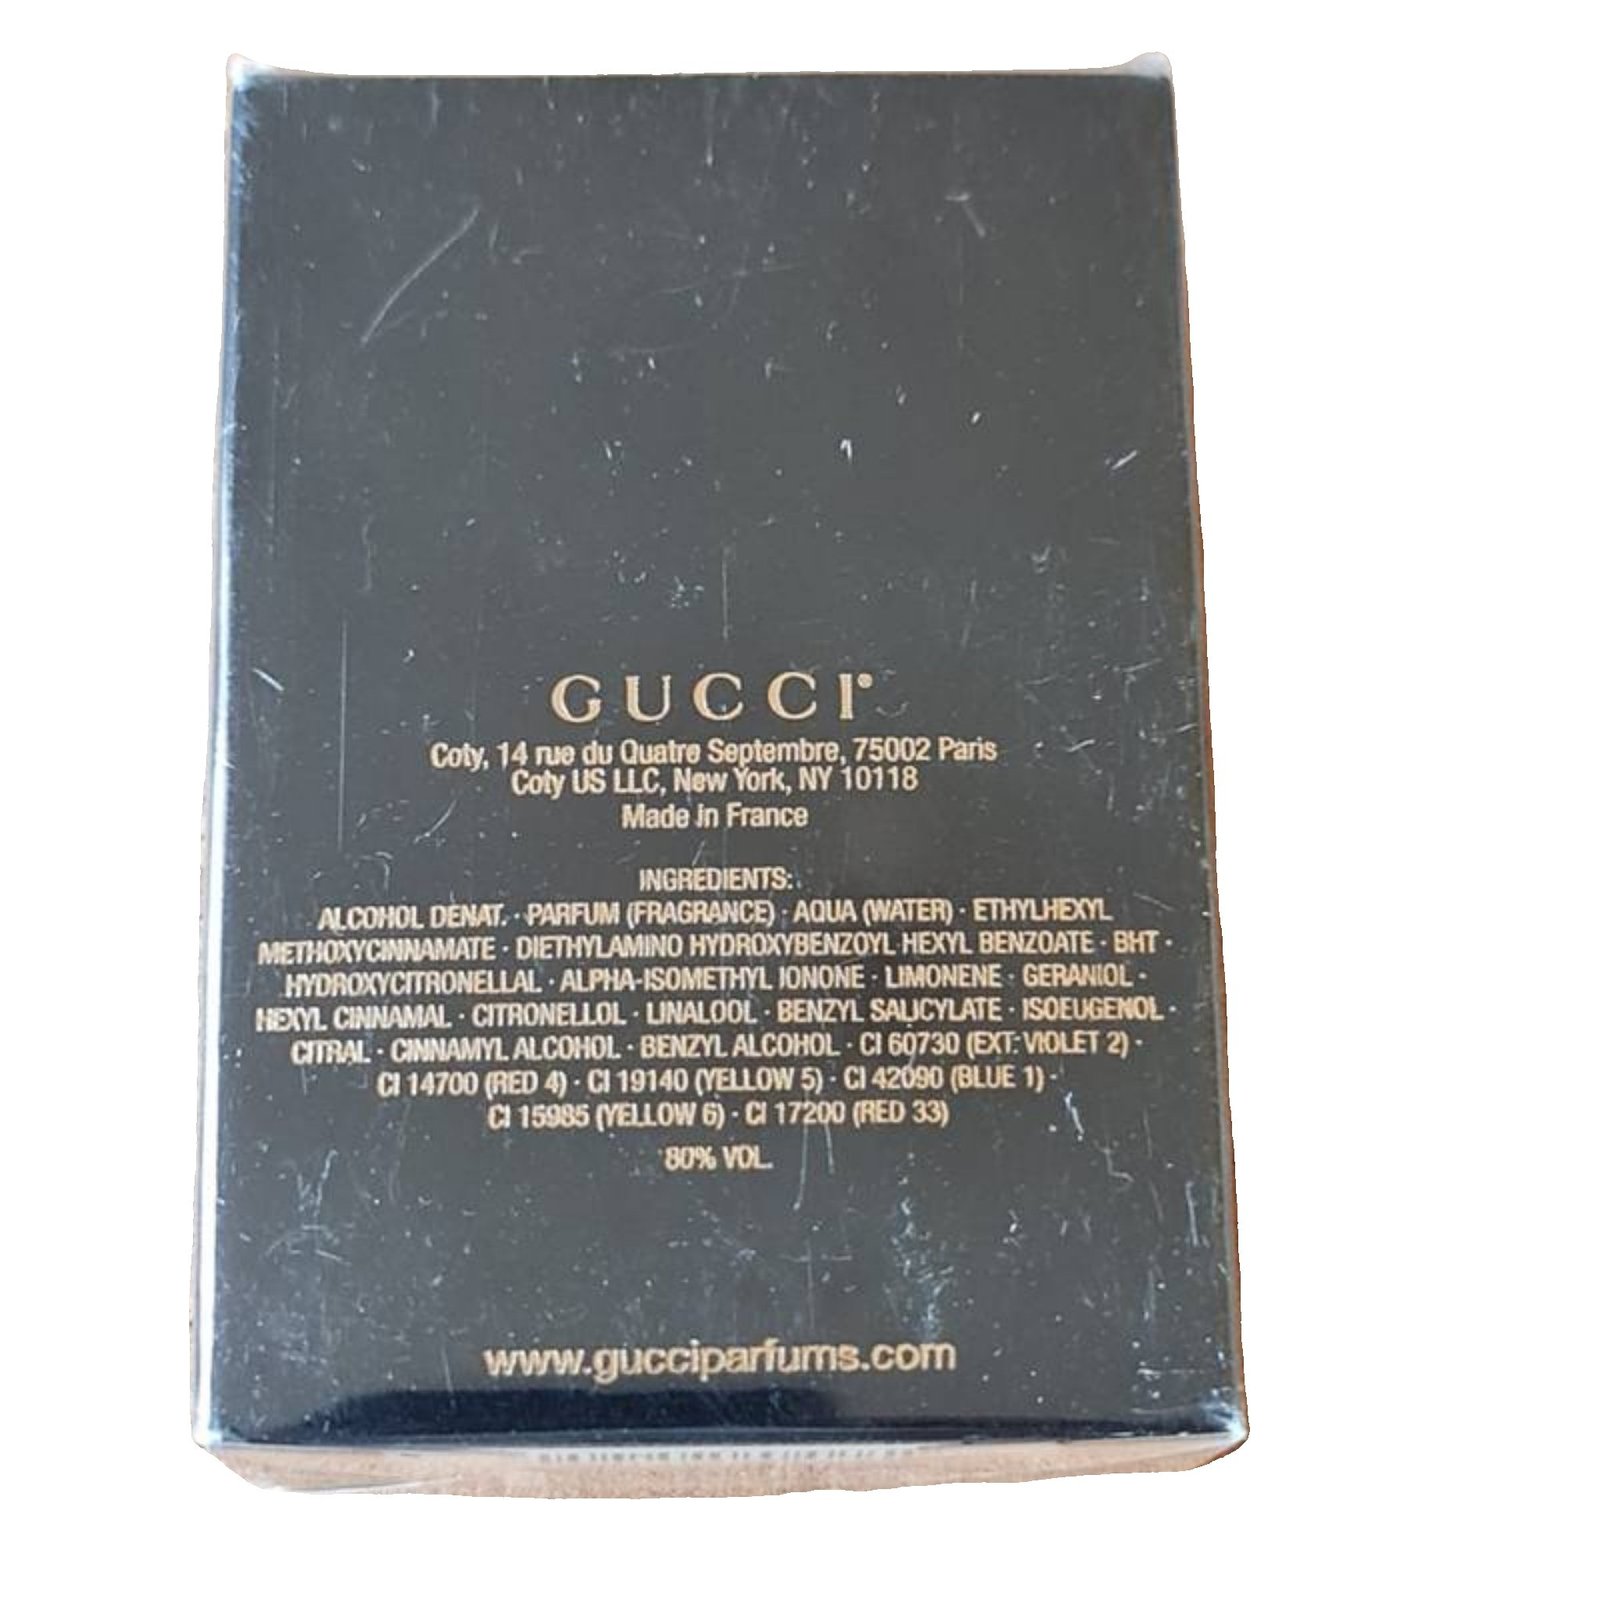 GUCCI®
Coty, 14 rue du Quatre Septembre, 75002 Paris
Coty US LLC, New York, NY 10118
Made in France
INGREDIENTS:
ALCOHOL DENAT. · PARFUM (FRAGRANCE) · AQUA (WATER) · ETHYLHEXYL
METHOXYCINNAMATE · DIETHYLAMINO HYDROXYBENZOYL HEXYL BENZOATE · BHT ·
HYDROXYCITRONELLAL · ALPHA-ISOMETHYL IONONE · LIMONENE · GERANIOL ·
HEXYL CINNAMAL · CITRONELLOL · LINALOOL · BENZYL SALICYLATE · ISOEUGENOL ·
CITRAL · CINNAMYL ALCOHOL · BENZYL ALCOHOL · CI 60730 (EXT. VIOLET 2) ·
CI 14700 (RED 4) · CI 19140 (YELLOW 5) · CI 42090 (BLUE 1) ·
CI 15985 (YELLOW 6) · CI 17200 (RED 33)
80% VOL.
www.gucciparfums.com